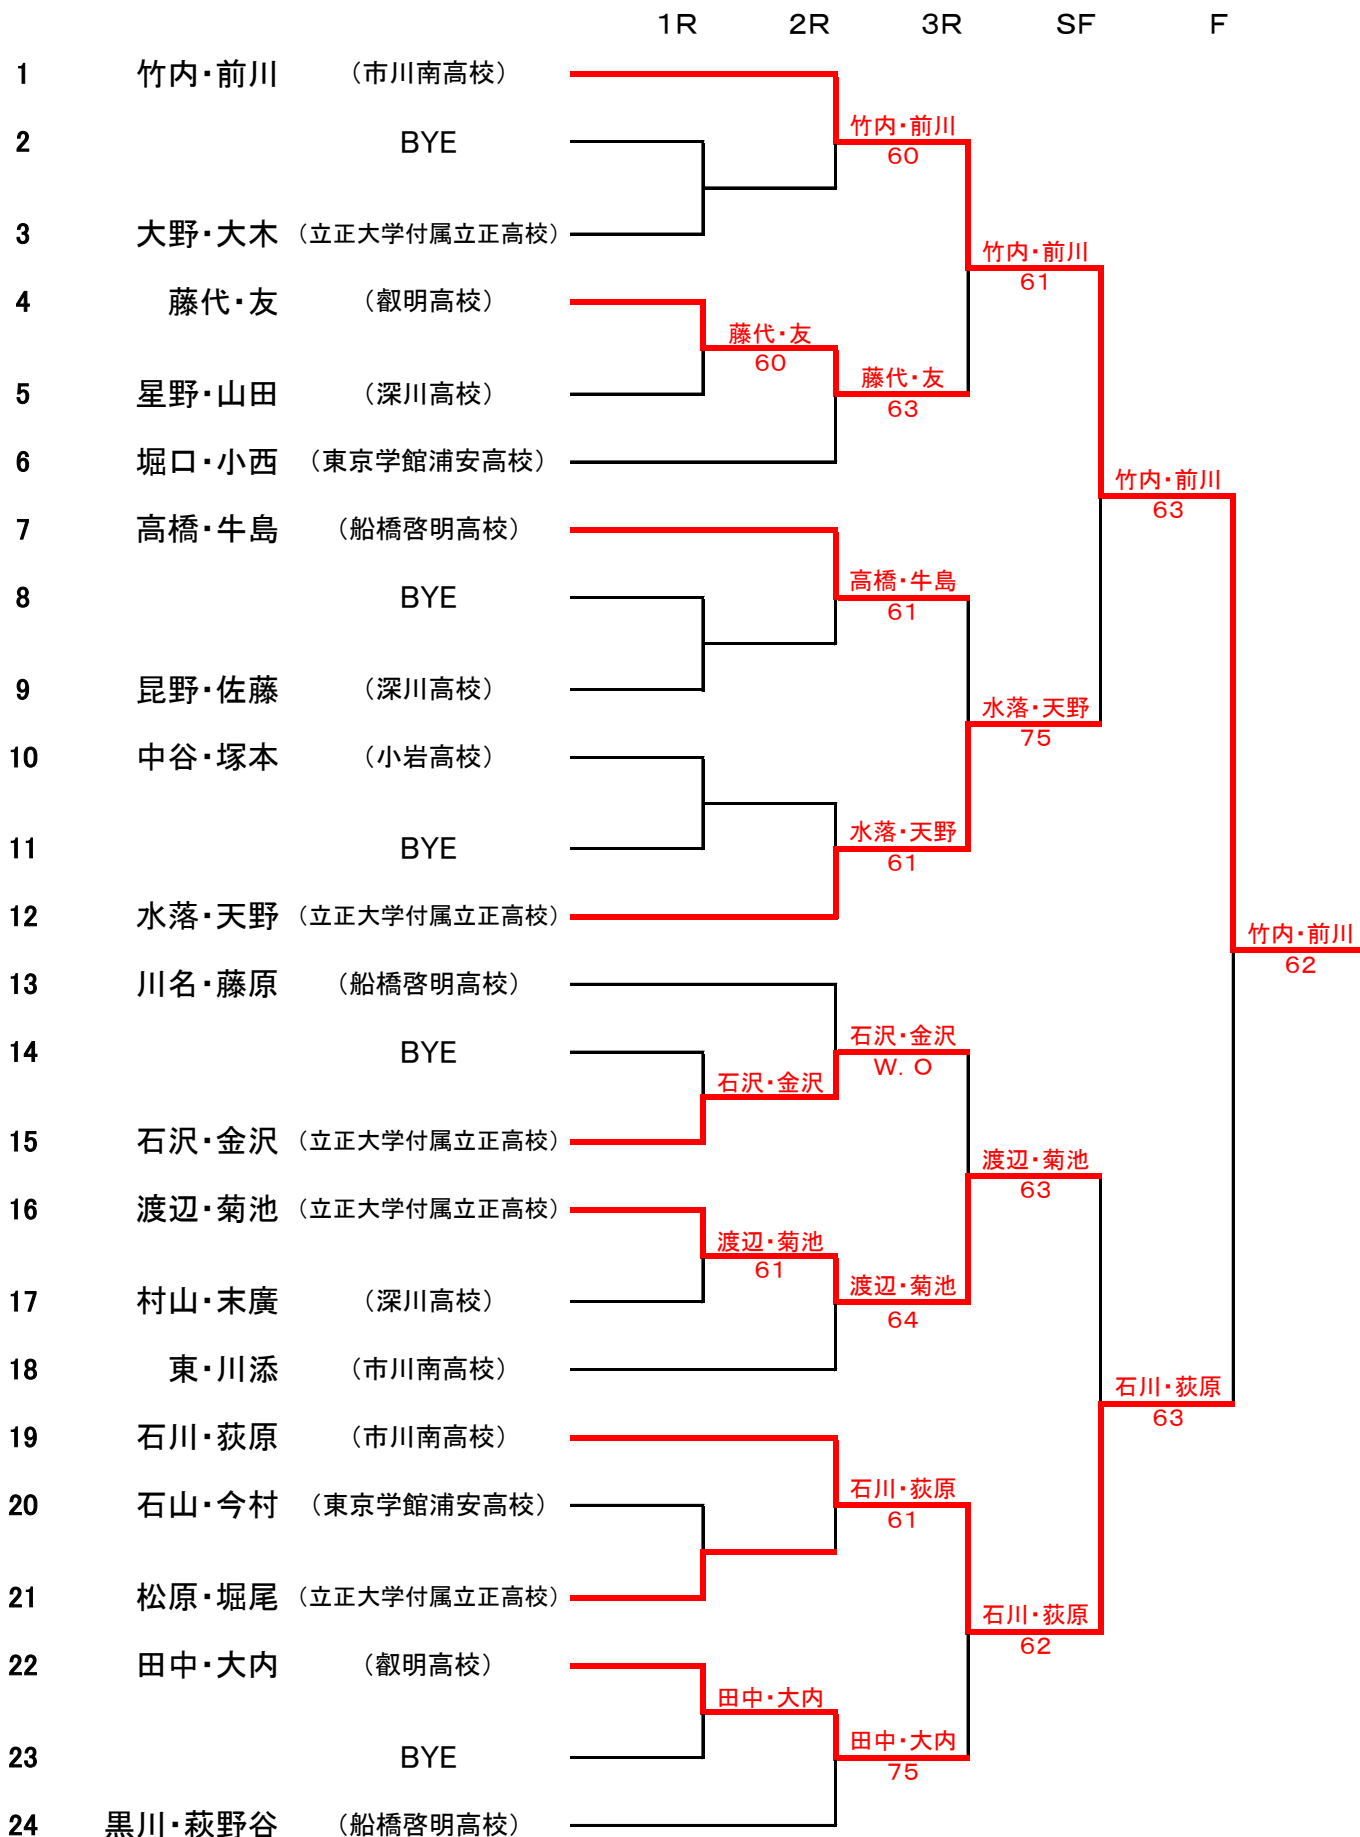 1R 2R 3R SF F
1 竹内・前川 （市川南高校）
竹内・前川
2 BYE
60
3 大野・大木 （立正大学付属立正高校）
竹内・前川
61
4 藤代・友 （叡明高校）
藤代・友
60
藤代・友
5 星野・山田 （深川高校）
63
6 堀口・小西 （東京学館浦安高校）
竹内・前川
63
7 高橋・牛島 （船橋啓明高校）
高橋・牛島
8 BYE
61
9 昆野・佐藤 （深川高校）
水落・天野
75
10 中谷・塚本 （小岩高校）
水落・天野
11 BYE
61
12 水落・天野 （立正大学付属立正高校）
竹内・前川
62
13 川名・藤原 （船橋啓明高校）
石沢・金沢
14 BYE
W.O
石沢・金沢
15 石沢・金沢 （立正大学付属立正高校）
渡辺・菊池
63
16 渡辺・菊池 （立正大学付属立正高校）
渡辺・菊池
61
渡辺・菊池
17 村山・末廣 （深川高校）
64
18 東・川添 （市川南高校）
石川・荻原
63
19 石川・荻原 （市川南高校）
石川・荻原
20 石山・今村 （東京学館浦安高校）
61
21 松原・堀尾 （立正大学付属立正高校）
石川・荻原
62
22 田中・大内 （叡明高校）
田中・大内
田中・大内
23 BYE
75
24 黒川・萩野谷 （船橋啓明高校）